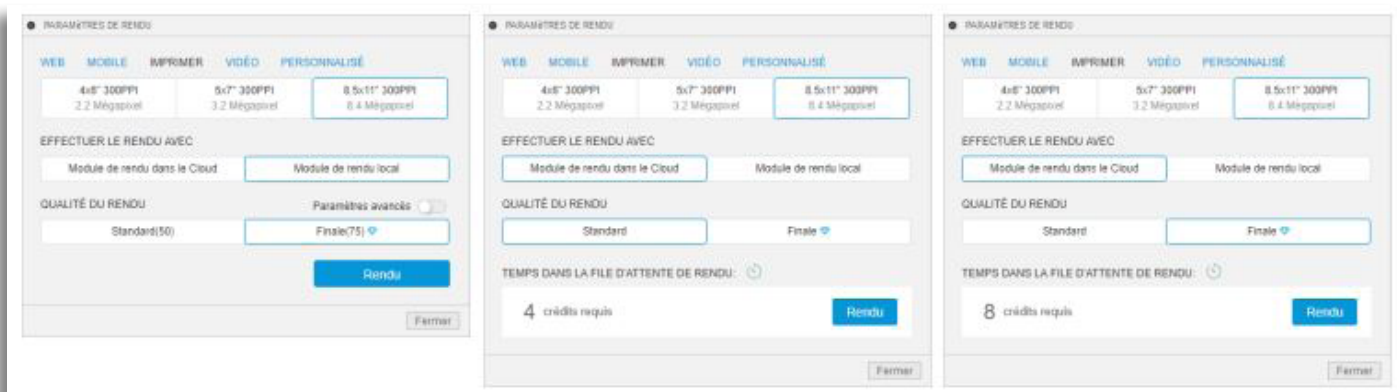 PARAMÈTRES DE RENDU
WEB MOBILE IMPRIMER VIDÉO PERSONNALISÉ
4x6" 300PPI 5x7" 300PPI 8.5x11" 300PPI
2.2 Mégapixel 3.2 Mégapixel 8.4 Mégapixel
EFFECTUER LE RENDU AVEC
Module de rendu dans le Cloud Module de rendu local
QUALITÉ DU RENDU Paramètres avancés
Standard(50) Finale(75)
Rendu
Fermer
PARAMÈTRES DE RENDU
WEB MOBILE IMPRIMER VIDÉO PERSONNALISÉ
4x6" 300PPI 5x7" 300PPI 8.5x11" 300PPI
2.2 Mégapixel 3.2 Mégapixel 8.4 Mégapixel
EFFECTUER LE RENDU AVEC
Module de rendu dans le Cloud Module de rendu local
QUALITÉ DU RENDU
Standard Finale
TEMPS DANS LA FILE D'ATTENTE DE RENDU:
4 crédits requis Rendu
Fermer
PARAMÈTRES DE RENDU
WEB MOBILE IMPRIMER VIDÉO PERSONNALISÉ
4x6" 300PPI 5x7" 300PPI 8.5x11" 300PPI
2.2 Mégapixel 3.2 Mégapixel 8.4 Mégapixel
EFFECTUER LE RENDU AVEC
Module de rendu dans le Cloud Module de rendu local
QUALITÉ DU RENDU
Standard Finale
TEMPS DANS LA FILE D'ATTENTE DE RENDU:
8 crédits requis Rendu
Fermer